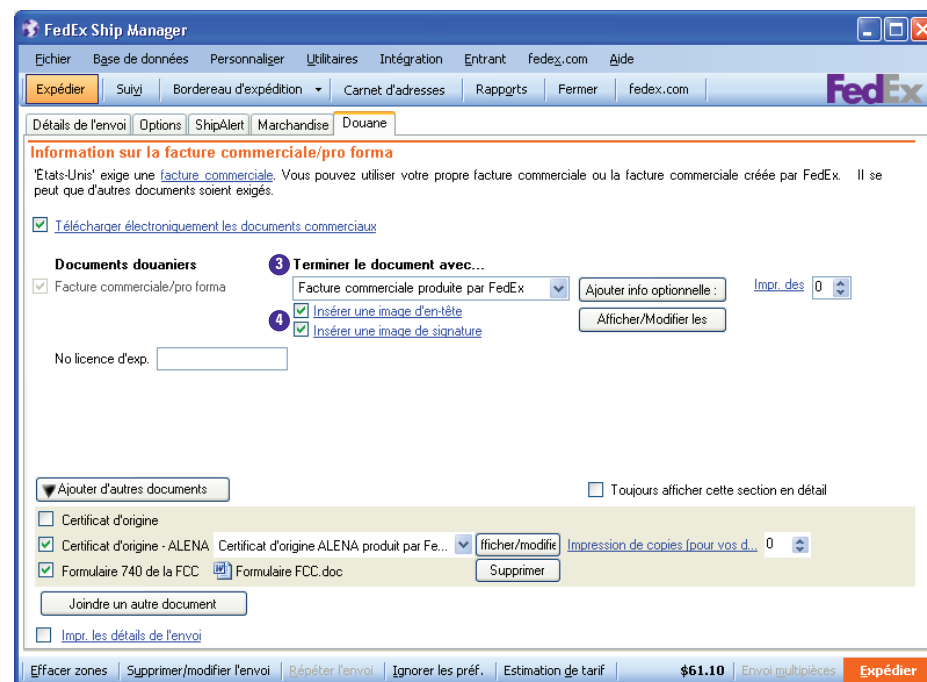 FedEx Ship Manager
Fichier Base de données Personnaliser Utilitaires Intégration Entrant fedex.com Aide
Expédier Suivi Bordereau d'expédition Carnet d'adresses Rapports Fermer fedex.com FedEx
Détails de l'envoi Options ShipAlert Marchandise Douane
Information sur la facture commerciale/pro forma
'États-Unis' exige une facture commerciale. Vous pouvez utiliser votre propre facture commerciale ou la facture commerciale créée par FedEx. Il se
peut que d'autres documents soient exigés.
Télécharger électroniquement les documents commerciaux
Documents douaniers 3 Terminer le document avec...
Facture commerciale/pro forma Facture commerciale produite par FedEx Ajouter info optionnelle : Impr. des 0
4 Insérer une image d'en-tête
Insérer une image de signature Afficher/Modifier les
No licence d'exp.
Ajouter d'autres documents Toujours afficher cette section en détail
Certificat d'origine
Certificat d'origine - ALENA Certificat d'origine ALENA produit par Fe... fficher/modifie Impression de copies (pour vos d... 0
Formulaire 740 de la FCC Formulaire FCC.doc Supprimer
Joindre un autre document
Impr. les détails de l'envoi
Effacer zones Supprimer/modifier l'envoi Répéter l'envoi Ignorer les préf. Estimation de tarif $61.10 Envoi multipièces Expédier